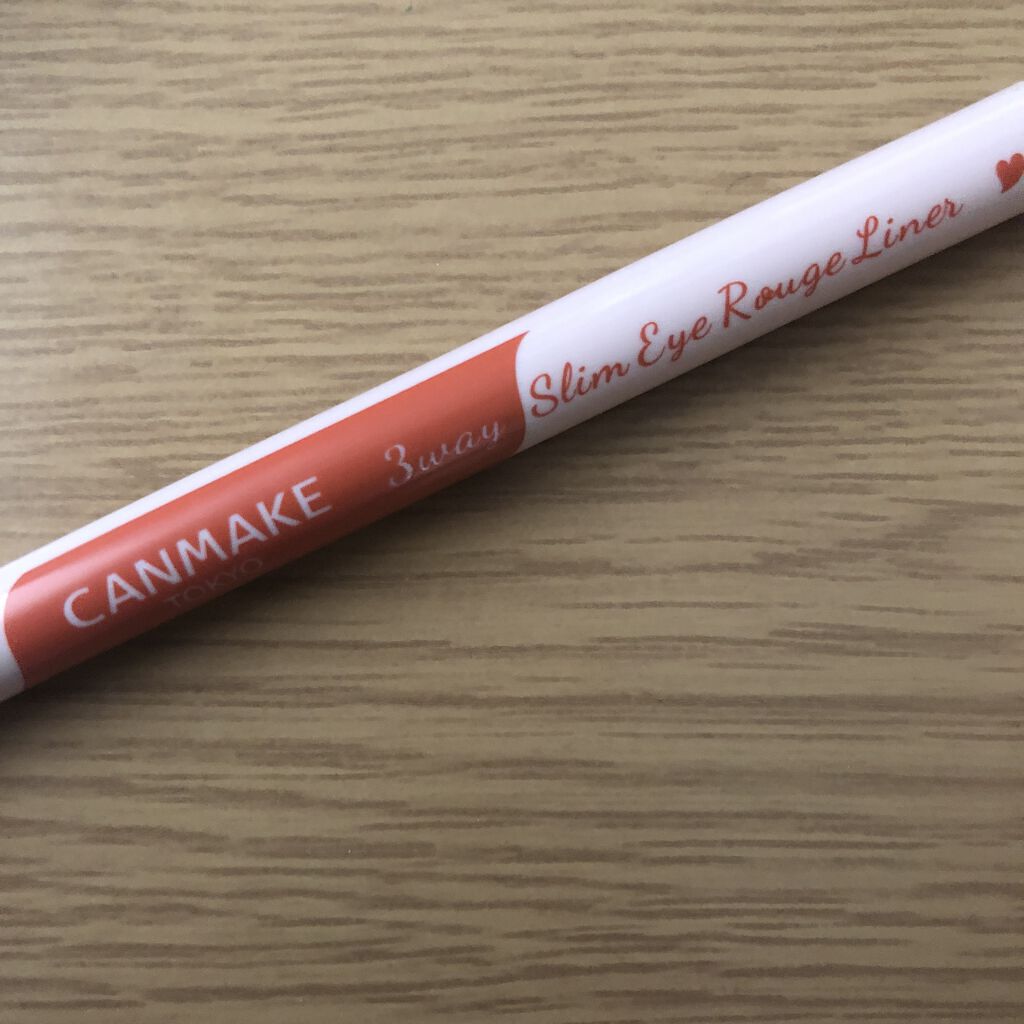 CANMAKE
TOKYO
3way
Slim Eye Rouge Liner